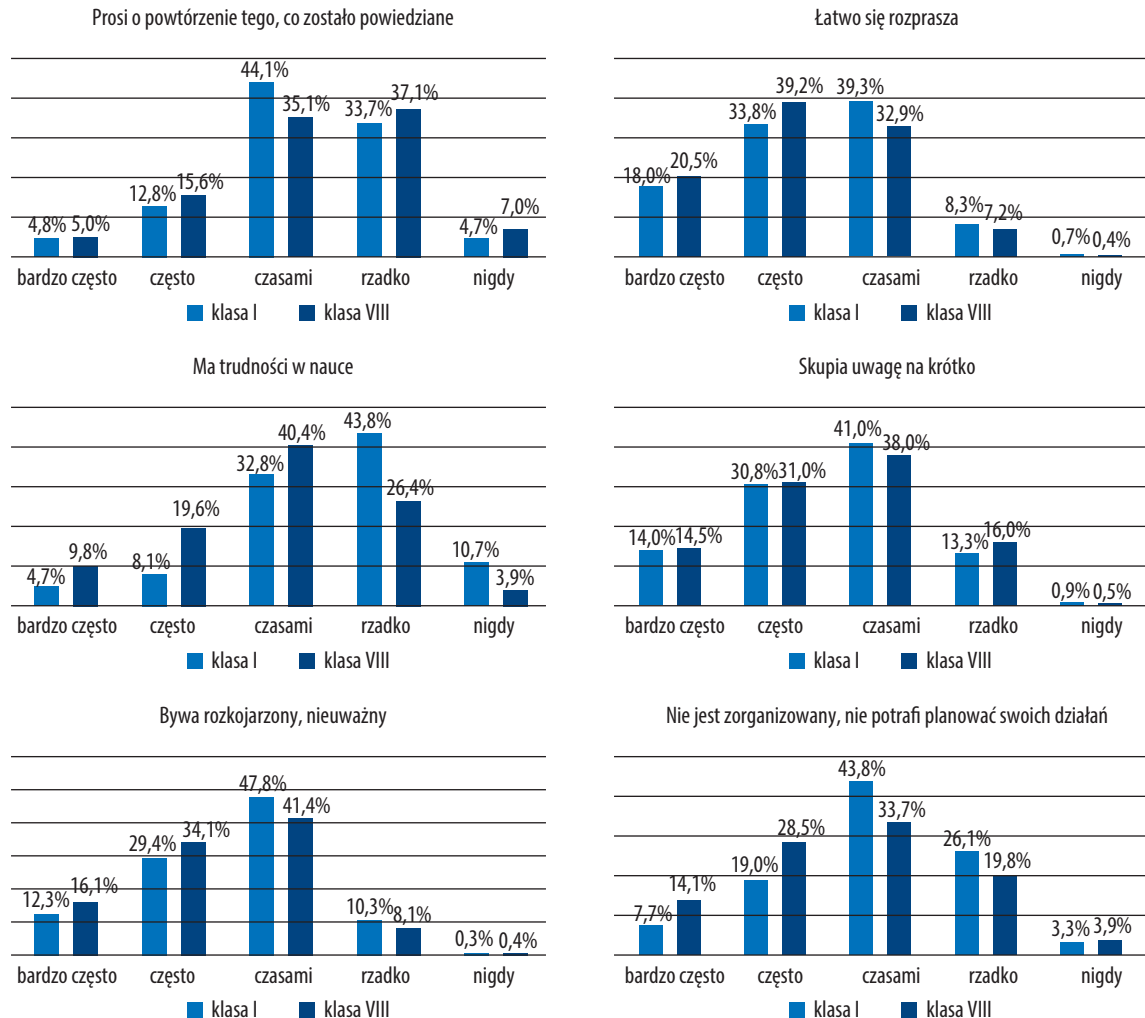 Prosi o powtórzenie tego, co zostało powiedziane
44,1%
35,1%
33,7%
37,1%
12,8%
15,6%
4,8%
5,0%
4,7%
7,0%
bardzo często
często
czasami
rzadko
nigdy
klasa I
klasa VIII
Łatwo się rozprasza
18,0%
20,5%
33,8%
39,2%
39,3%
32,9%
8,3%
7,2%
0,7%
0,4%
bardzo często
często
czasami
rzadko
nigdy
klasa I
klasa VIII
Ma trudności w nauce
4,7%
9,8%
8,1%
19,6%
32,8%
40,4%
43,8%
26,4%
10,7%
3,9%
bardzo często
często
czasami
rzadko
nigdy
klasa I
klasa VIII
Skupia uwagę na krótko
14,0%
14,5%
30,8%
31,0%
41,0%
38,0%
13,3%
16,0%
0,9%
0,5%
bardzo często
często
czasami
rzadko
nigdy
klasa I
klasa VIII
Bywa rozkojarzony, nieuważny
12,3%
16,1%
29,4%
34,1%
47,8%
41,4%
10,3%
8,1%
0,3%
0,4%
bardzo często
często
czasami
rzadko
nigdy
klasa I
klasa VIII
Nie jest zorganizowany, nie potrafi planować swoich działań
7,7%
14,1%
19,0%
28,5%
43,8%
33,7%
26,1%
19,8%
3,3%
3,9%
bardzo często
często
czasami
rzadko
nigdy
klasa I
klasa VIII